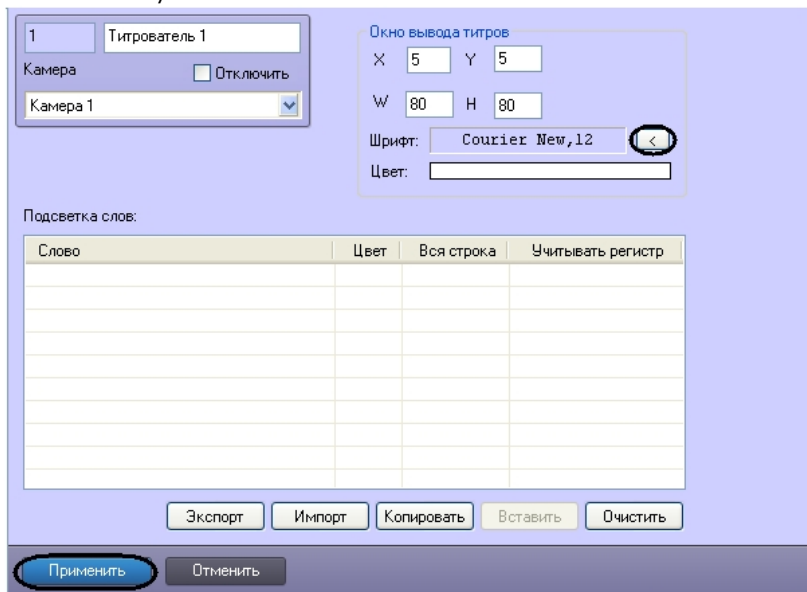 1 Титрователь 1
Камера Отключить
Камера 1
Окно вывода титров
X 5 Y 5
W 80 H 80
Шрифт: Courier New,12 <
Цвет:
Подсветка слов:
Слово Цвет Вся строка Учитывать регистр
Экспорт Импорт Копировать Вставить Очистить
Применить Отменить